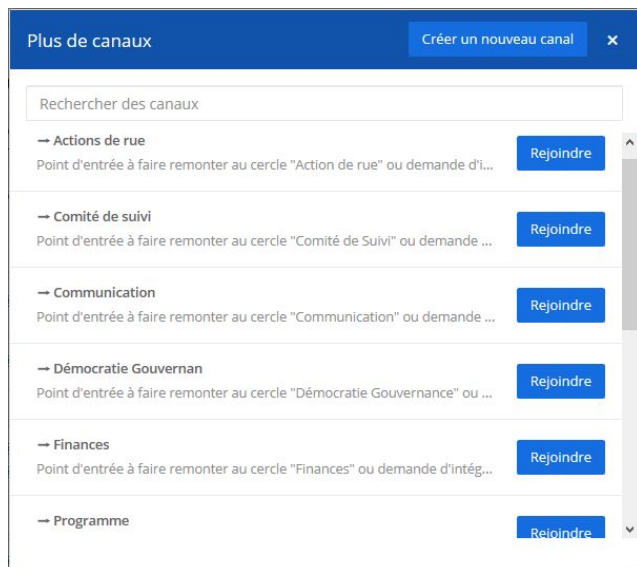 Plus de canaux
Créer un nouveau canal ×
Rechercher des canaux
→ Actions de rue
Point d'entrée à faire remonter au cercle "Action de rue" ou demande d'i...
Rejoindre
→ Comité de suivi
Point d'entrée à faire remonter au cercle "Comité de Suivi" ou demande ...
Rejoindre
→ Communication
Point d'entrée à faire remonter au cercle "Communication" ou demande ...
Rejoindre
→ Démocratie Gouvernan
Point d'entrée à faire remonter au cercle "Démocratie Gouvernance" ou ...
Rejoindre
→ Finances
Point d'entrée à faire remonter au cercle "Finances" ou demande d'intég...
Rejoindre
→ Programme
Rejoindre